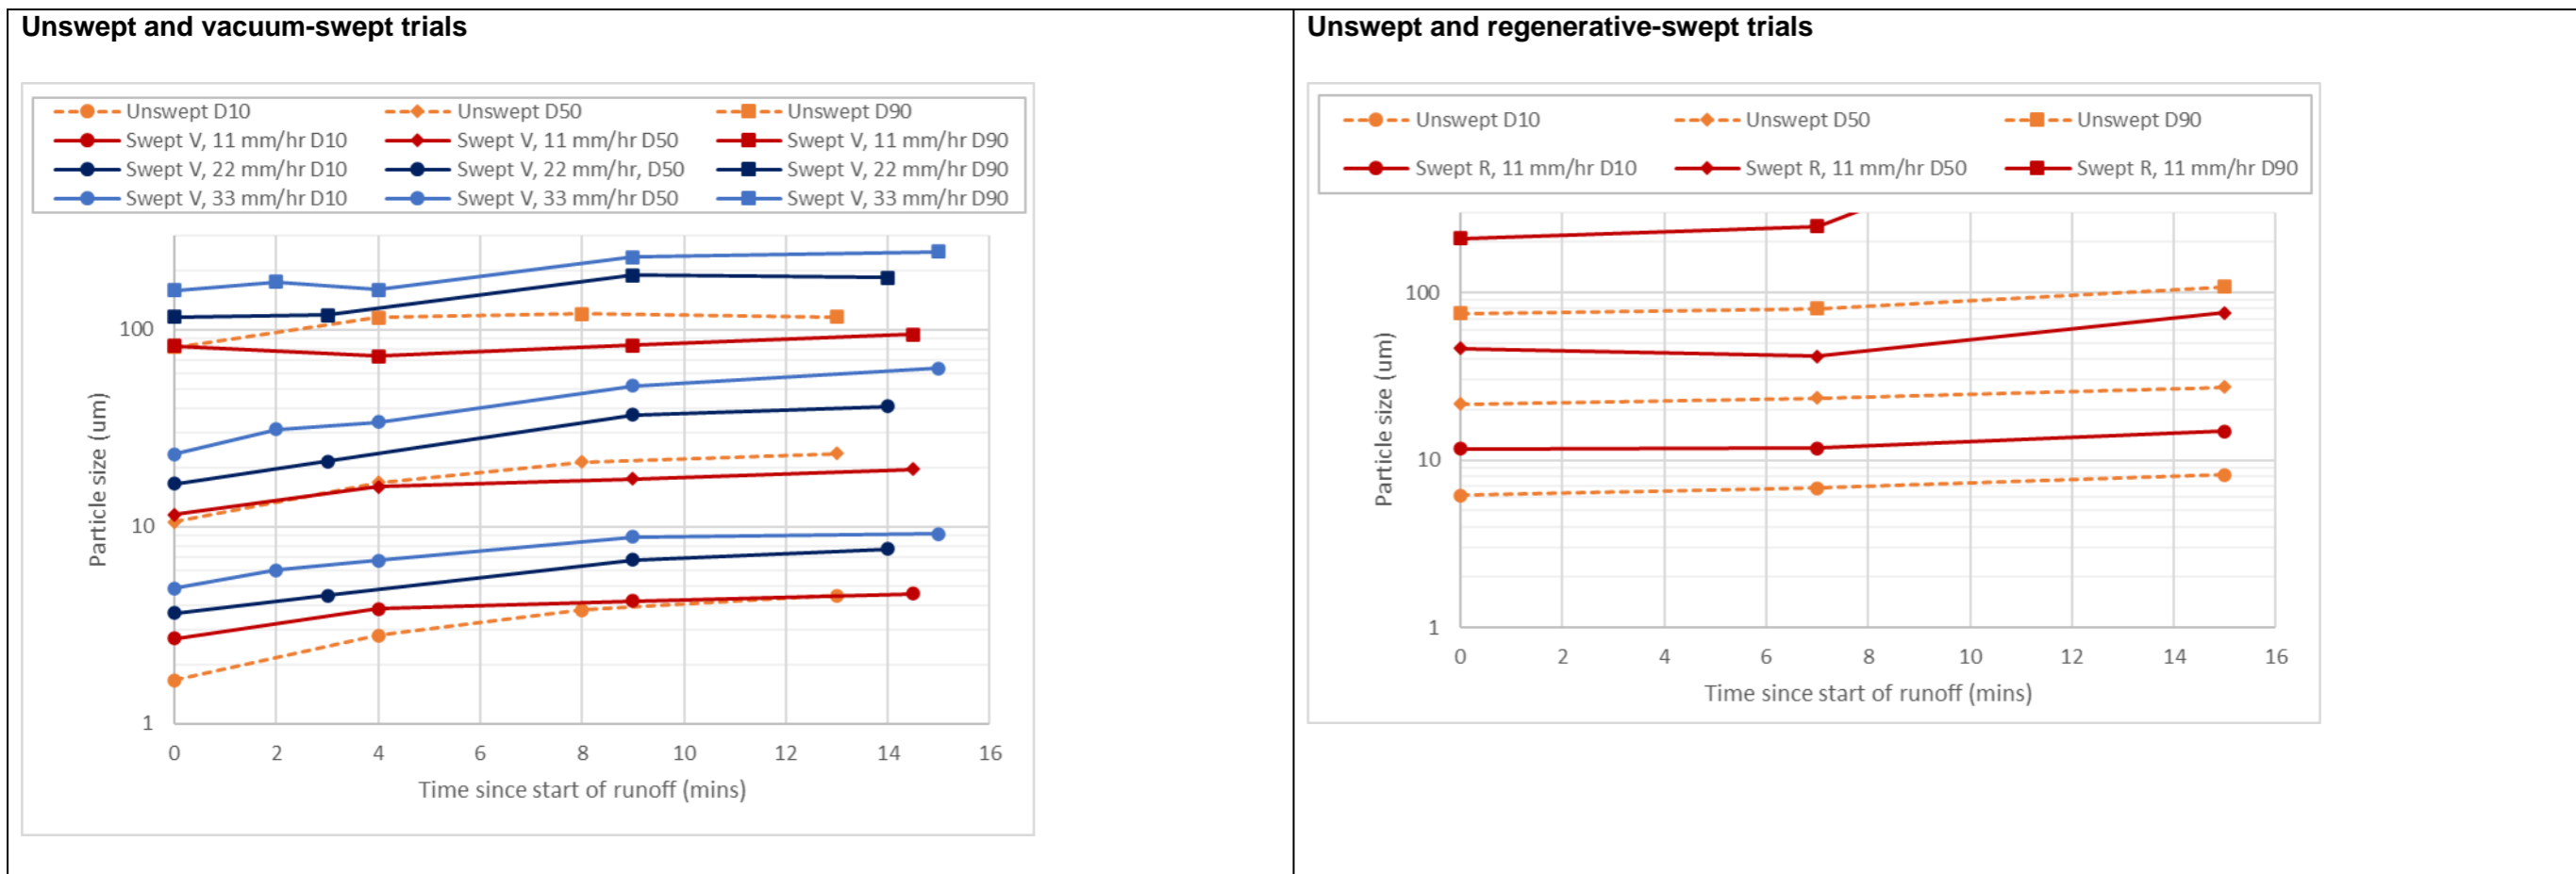 Unswept and vacuum-swept trials
Unswept D10 Unswept D50 Unswept D90
Swept V, 11 mm/hr D10 Swept V, 11 mm/hr D50 Swept V, 11 mm/hr D90
Swept V, 22 mm/hr D10 Swept V, 22 mm/hr, D50 Swept V, 22 mm/hr D90
Swept V, 33 mm/hr D10 Swept V, 33 mm/hr D50 Swept V, 33 mm/hr D90
100
10
1
Particle size (um)
0 2 4 6 8 10 12 14 16
Time since start of runoff (mins)
Unswept and regenerative-swept trials
Unswept D10 Unswept D50 Unswept D90
Swept R, 11 mm/hr D10 Swept R, 11 mm/hr D50 Swept R, 11 mm/hr D90
100
10
1
Particle size (um)
0 2 4 6 8 10 12 14 16
Time since start of runoff (mins)